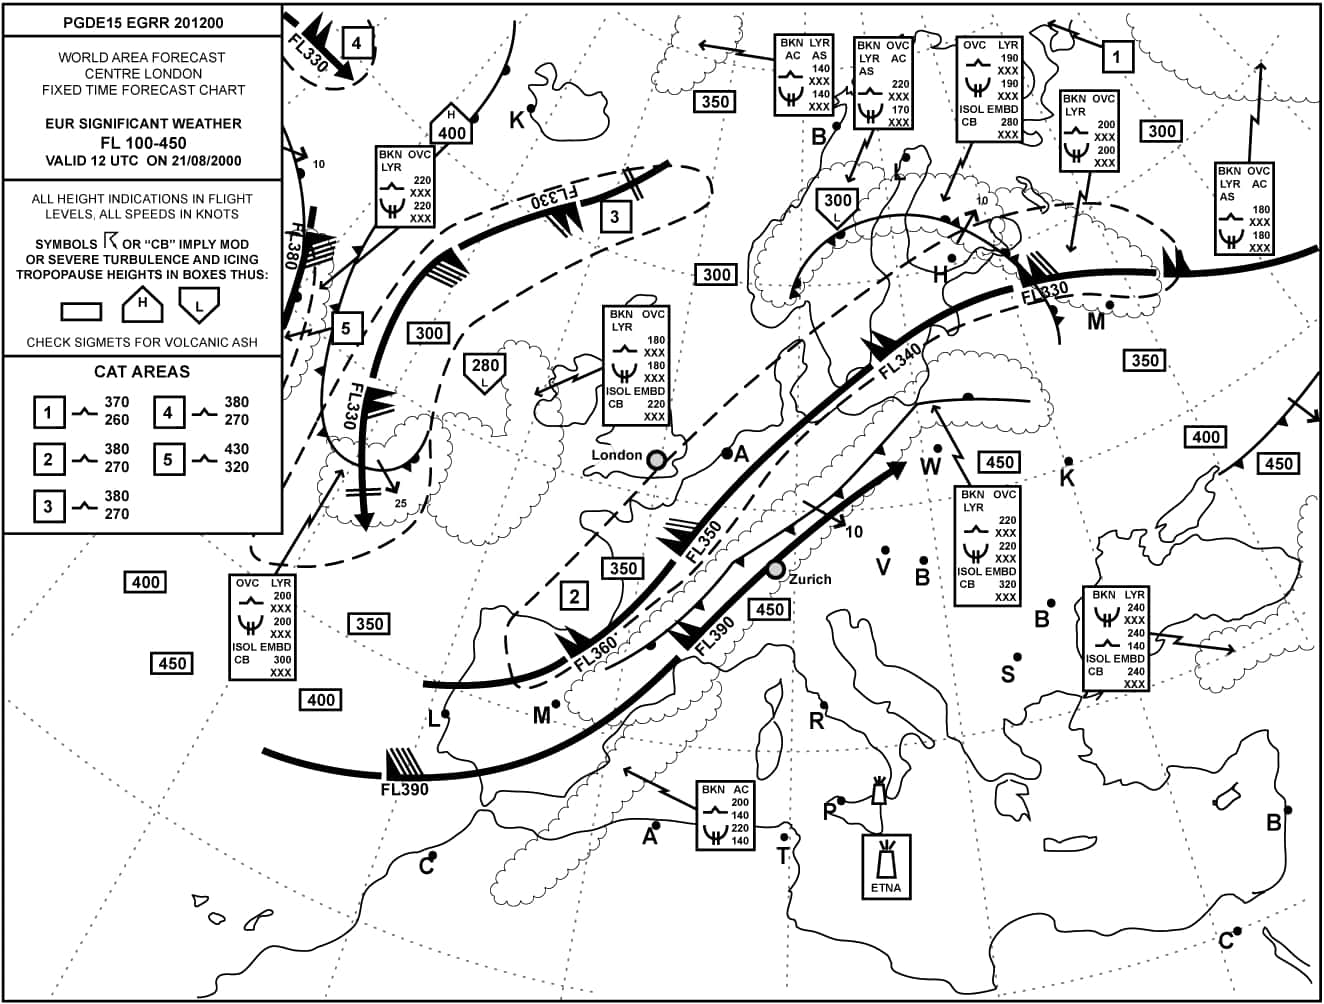 PGDE15 EGRR 201200
WORLD AREA FORECAST
CENTRE LONDON
FIXED TIME FORECAST CHART
EUR SIGNIFICANT WEATHER
FL 100-450
VALID 12 UTC ON 21/08/2000
ALL HEIGHT INDICATIONS IN FLIGHT
LEVELS, ALL SPEEDS IN KNOTS
SYMBOLS OR “CB” IMPLY MOD
OR SEVERE TURBULENCE AND ICING
TROPOPAUSE HEIGHTS IN BOXES THUS:
H
L
CHECK SIGMETS FOR VOLCANIC ASH
CAT AREAS
1 370 4 380
260 270
2 380 5 430
270 320
3 380
270
FL330
4
10
FL380
5
H
400
K
BKN OVC
LYR
220
XXX
220
XXX
FL330
3
350
BKN LYR
AC AS
140
XXX
140
XXX
BKN OVC
LYR AC
AS
220
XXX
170
XXX
OVC LYR
190
XXX
190
XXX
ISOL EMBD
CB 280
XXX
1
BKN OVC
LYR
200
XXX
200
XXX
300
BKN OVC
LYR AC
AS
180
XXX
180
XXX
B
L
300
L
10
H
300
FL330
M
350
300
280
L
FL330
BKN OVC
LYR
180
XXX
180
XXX
ISOL EMBD
CB 220
XXX
FL340
London
A
W
450
K
400
450
25
BKN OVC
LYR
220
XXX
220
XXX
ISOL EMBD
CB 320
XXX
FL350
10
V
B
Zurich
350
2
450
B
400
OVC LYR
200
XXX
200
XXX
ISOL EMBD
CB 300
XXX
350
450
400
FL360
FL390
BKN LYR
240
XXX
240
140
ISOL EMBD
CB 240
XXX
S
L
M
R
FL390
BKN AC
200
140
220
140
A
T
P
C
ETNA
B
C